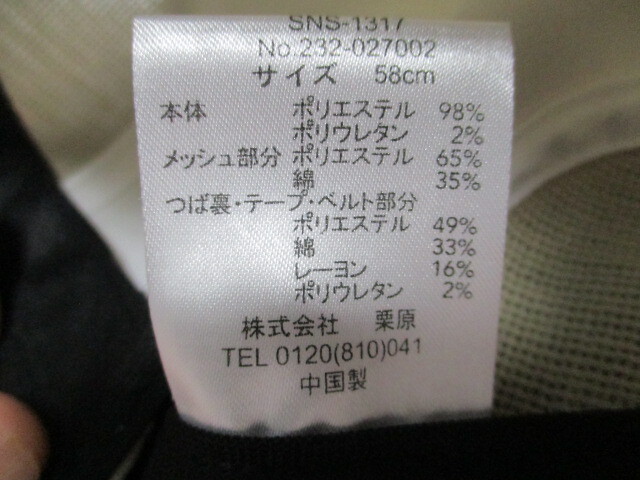 SNS-1317
No.232-027002
サイズ 58cm
本体 ポリエステル 98%
ポリウレタン 2%
メッシュ部分 ポリエステル 65%
綿 35%
つば裏・テープ・ベルト部分
ポリエステル 49%
綿 33%
レーヨン 16%
ポリウレタン 2%
株式会社 栗原
TEL 0120(810)041
中国製